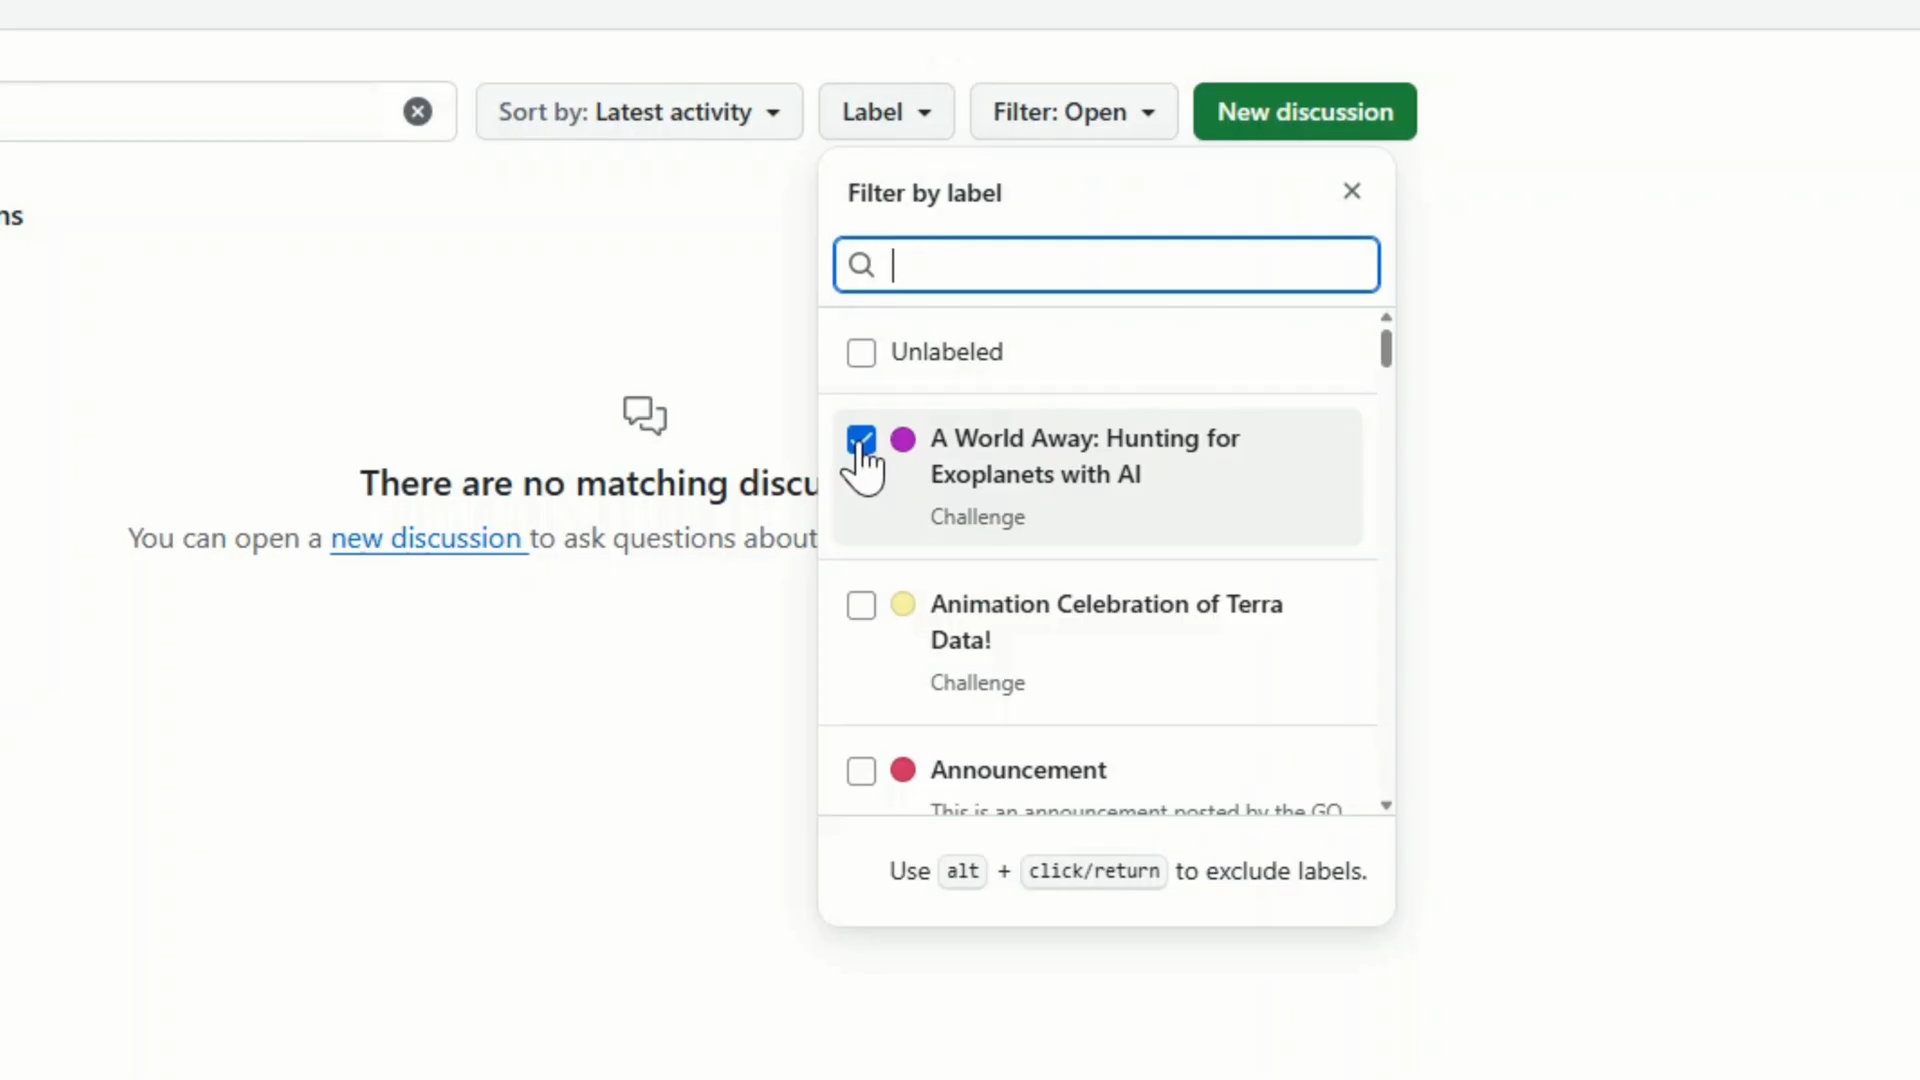 Sort by: Latest activity
Label
Filter: Open
New discussion
ns
Filter by label
Unlabeled
A World Away: Hunting for
Exoplanets with AI
Challenge
There are no matching discu
You can open a new discussion to ask questions about
Animation Celebration of Terra
Data!
Challenge
Announcement
This is an announcement posted by the GO
Use alt + click/return to exclude labels.